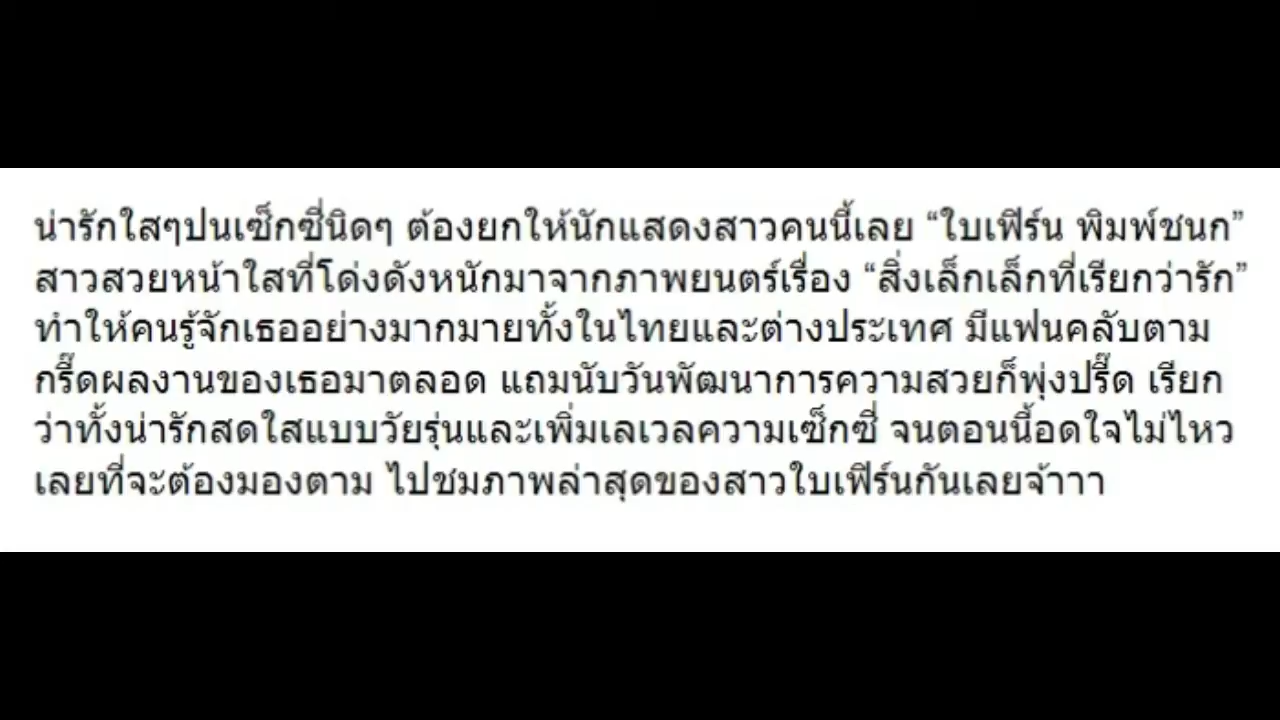 น่ารักใสๆปนเซ็กซี่นิดๆ ต้องยกให้นักแสดงสาวคนนี้เลย “ใบเฟิร์น พิมพ์ชนก”
สาวสวยหน้าใสที่โด่งดังหนักมาจากภาพยนตร์เรื่อง “สิ่งเล็กเล็กที่เรียกว่ารัก”
ทำให้คนรู้จักเธออย่างมากมายทั้งในไทยและต่างประเทศ มีแฟนคลับตาม
กรี๊ดผลงานของเธอมาตลอด แถมนับวันพัฒนาการความสวยก็พุ่งปรี๊ด เรียก
ว่าทั้งน่ารักสดใสแบบวัยรุ่นและเพิ่มเลเวลความเซ็กซี่ จนตอนนี้อดใจไม่ไหว
เลยที่จะต้องมองตาม ไปชมภาพล่าสุดของสาวใบเฟิร์นกันเลยจ้าาา